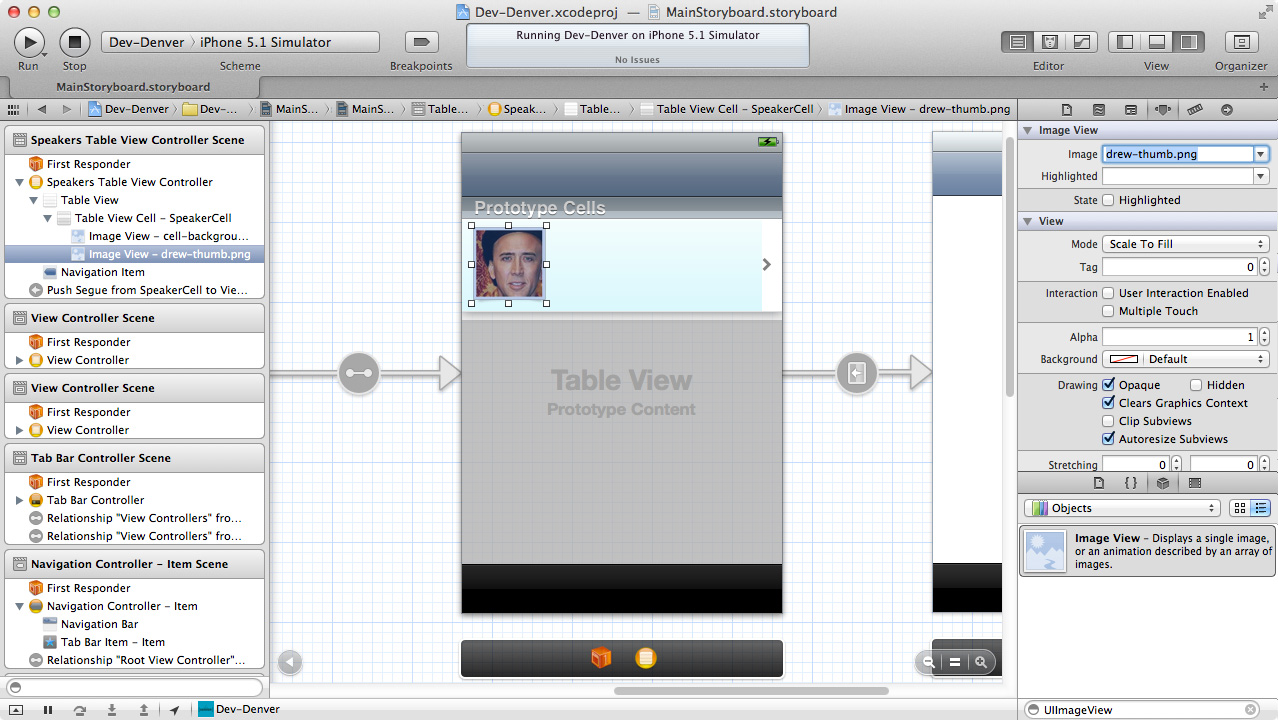 Dev-Denver.xcodeproj — MainStoryboard.storyboard
Run
Stop
Dev-Denver iPhone 5.1 Simulator
Scheme
Breakpoints
Running Dev-Denver on iPhone 5.1 Simulator
No Issues
Editor
View
Organizer
MainStoryboard.storyboard
Dev-Denver Dev-... MainS... MainS... Table... Speak... Table... Table View Cell – SpeakerCell Image View – drew-thumb.png
Speakers Table View Controller Scene
First Responder
Speakers Table View Controller
Table View
Table View Cell – SpeakerCell
Image View – cell-backgrou...
Image View – drew-thumb.png
Navigation Item
Push Segue from SpeakerCell to Vie...
View Controller Scene
First Responder
View Controller
View Controller Scene
First Responder
View Controller
Tab Bar Controller Scene
First Responder
Tab Bar Controller
Relationship "View Controllers" fro...
Relationship "View Controllers" fro...
Navigation Controller – Item Scene
First Responder
Navigation Controller – Item
Navigation Bar
Tab Bar Item – Item
Relationship "Root View Controller"...
Dev-Denver
Prototype Cells
Table View
Prototype Content
Image View
Image drew-thumb.png
Highlighted
State Highlighted
View
Mode Scale To Fill
Tag 0
Interaction User Interaction Enabled
Multiple Touch
Alpha 1
Background Default
Drawing Opaque Hidden
Clears Graphics Context
Clip Subviews
Autoresize Subviews
Stretching 0 0
{ }
Objects
Image View – Displays a single image,
or an animation described by an array of
images.
UIImageView